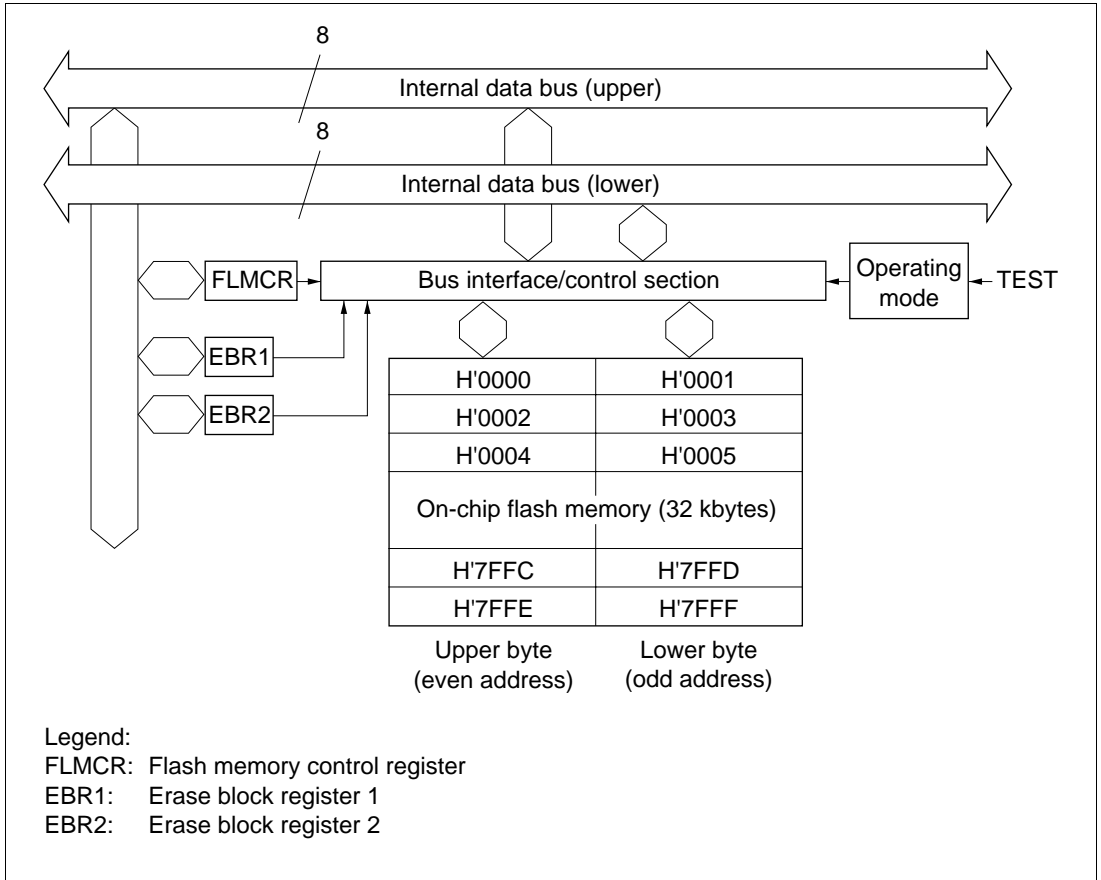 8
Internal data bus (upper)
8
Internal data bus (lower)
FLMCR
Bus interface/control section
Operating
mode
TEST
EBR1
EBR2
H'0000 H'0001
H'0002 H'0003
H'0004 H'0005
On-chip flash memory (32 kbytes)
H'7FFC H'7FFD
H'7FFE H'7FFF
Upper byte
(even address)
Lower byte
(odd address)
Legend:
FLMCR: Flash memory control register
EBR1: Erase block register 1
EBR2: Erase block register 2